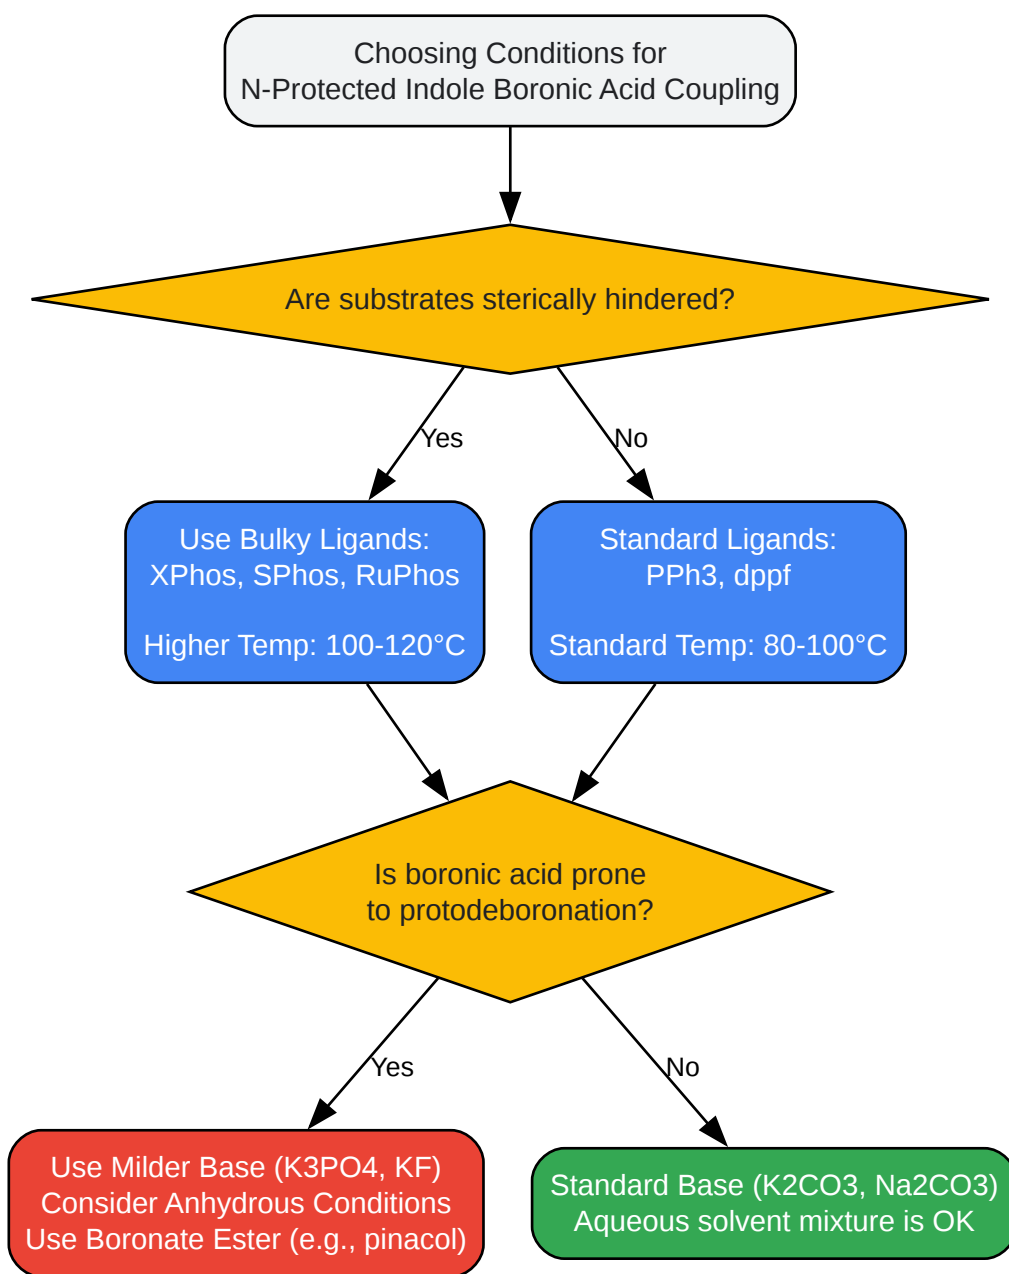 Choosing Conditions for
N-Protected Indole Boronic Acid Coupling
Are substrates sterically hindered?
Yes
No
Use Bulky Ligands:
XPhos, SPhos, RuPhos
Higher Temp: 100-120°C
Standard Ligands:
PPh3, dppf
Standard Temp: 80-100°C
Is boronic acid prone
to protodeboronation?
Yes
No
Use Milder Base (K3PO4, KF)
Consider Anhydrous Conditions
Use Boronate Ester (e.g., pinacol)
Standard Base (K2CO3, Na2CO3)
Aqueous solvent mixture is OK